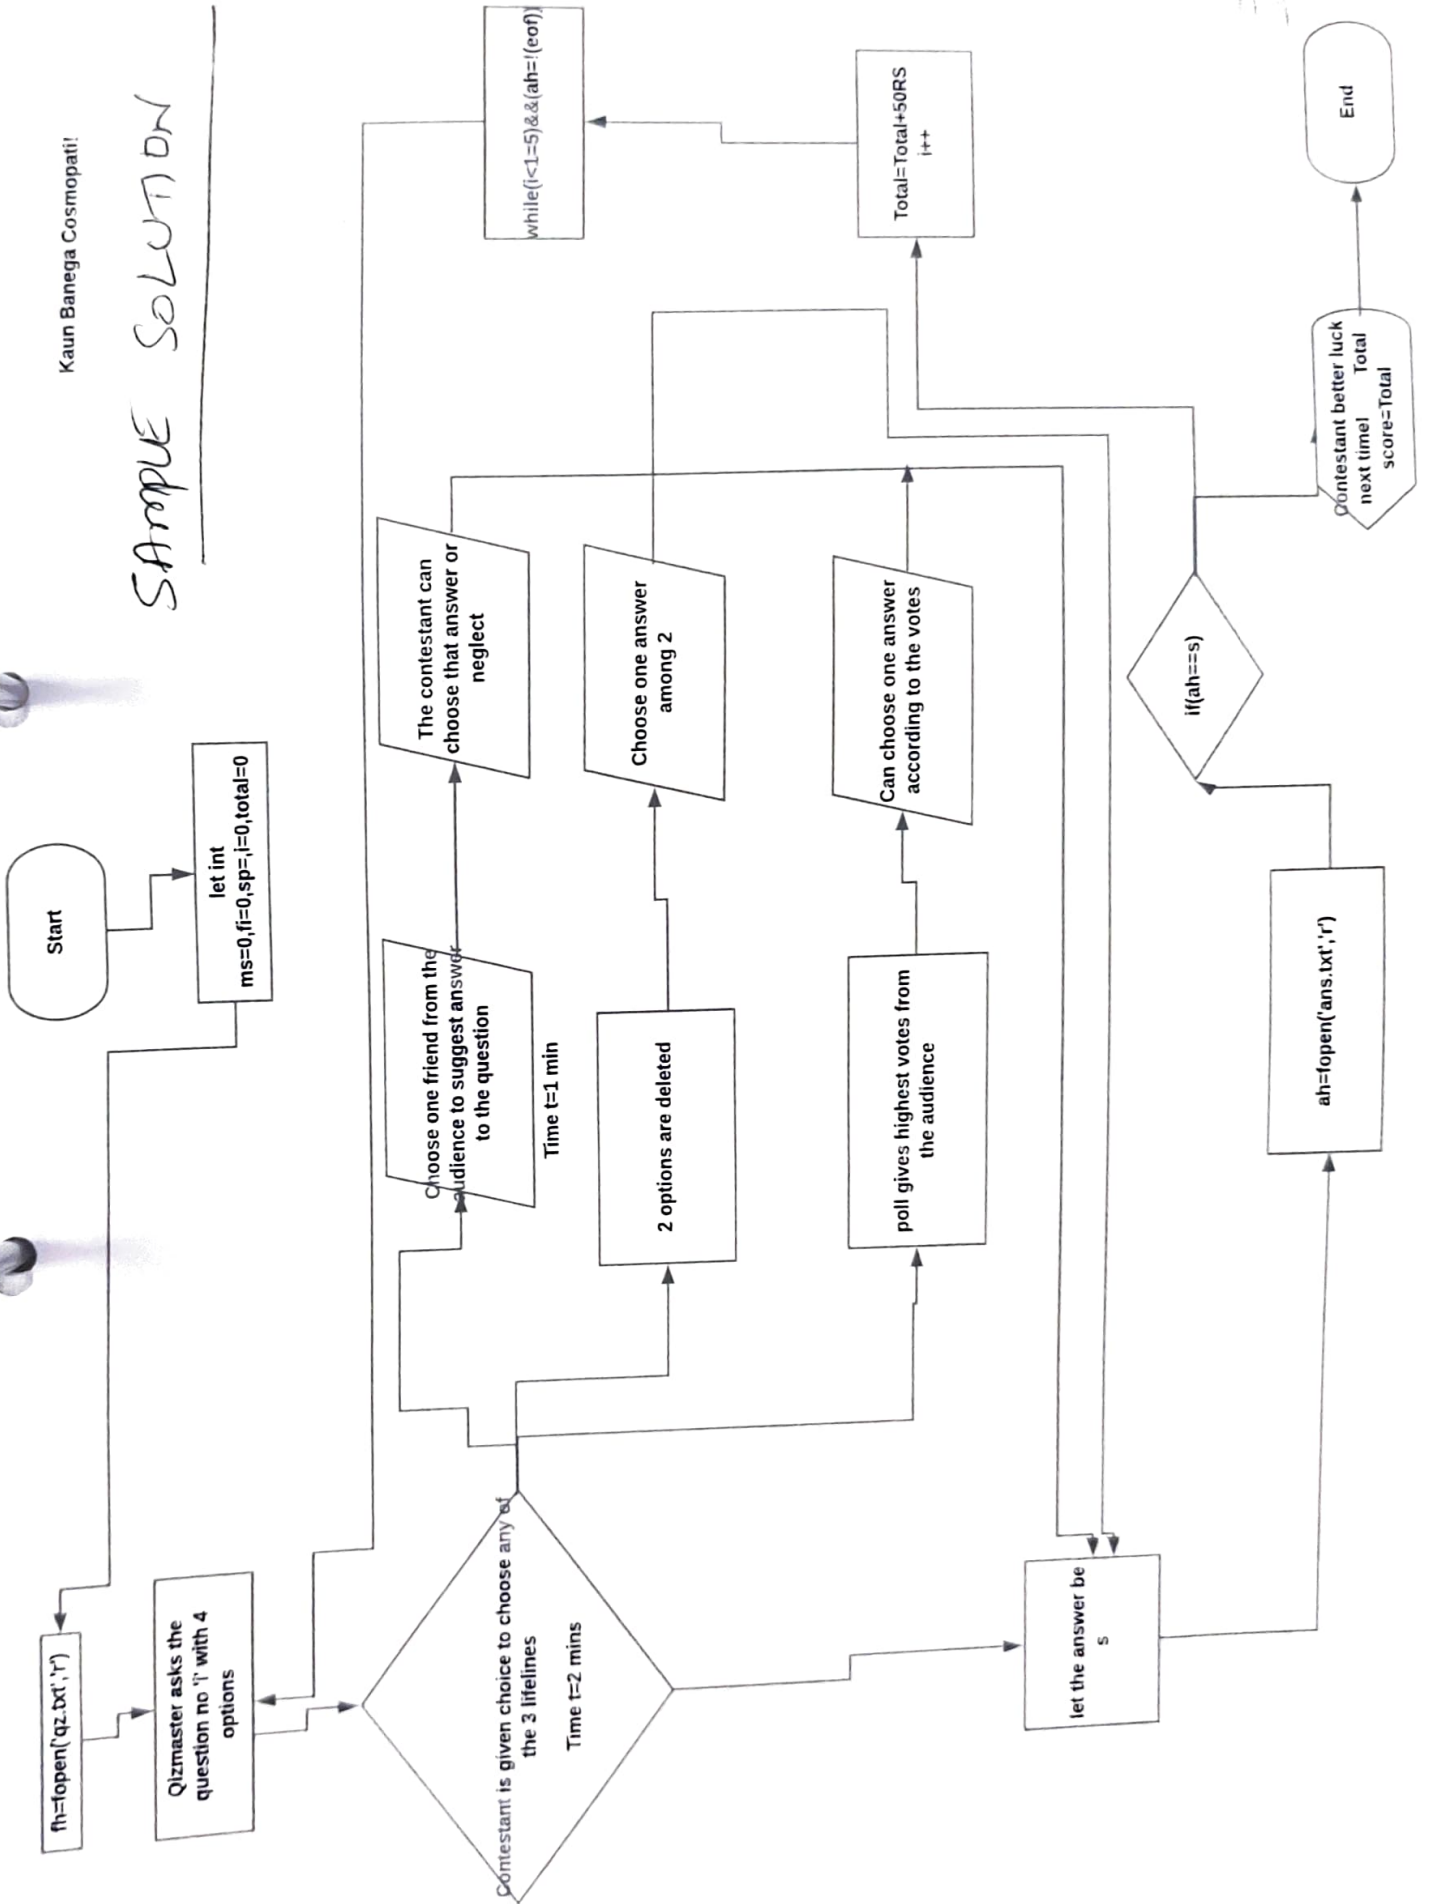 Kaun Banega Cosmopati!
SAMPLE SOLUTION
Start
let int
ms=0,fi=0,sp=,i=0,total=0
fh=fopen('qz.txt','r')
Qizmaster asks the
question no 'i' with 4
options
Contestant is given choice to choose any of
the 3 lifelines
Time t=2 mins
Choose one friend from the
audience to suggest answer
to the question
Time t=1 min
The contestant can
choose that answer or
neglect
2 options are deleted
Choose one answer
among 2
poll gives highest votes from
the audience
Can choose one answer
according to the votes
let the answer be
s
ah=fopen('ans.txt','r')
if(ah==s)
Total=Total+50RS
i++
while(i<1=5)&&(ah=!(eof))
Contestant better luck
next time! Total
score=Total
End